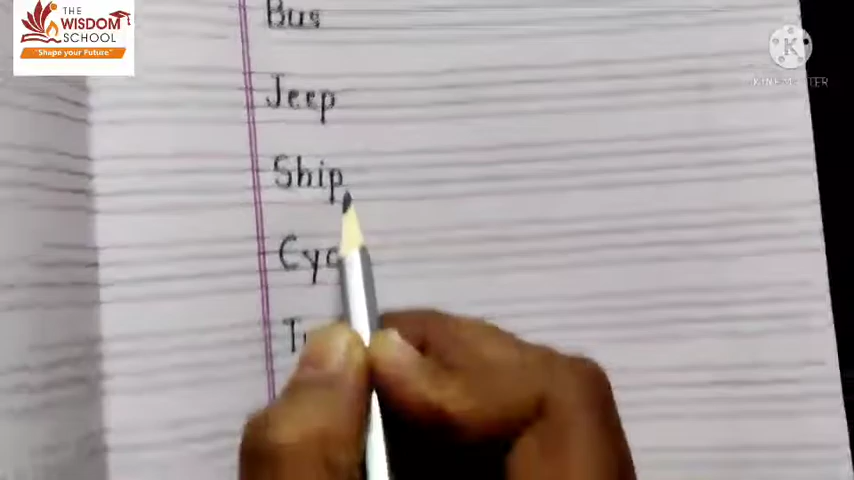 THE
WISDOM
SCHOOL
"Shape your Future"
K
Bus
Jeep
Ship